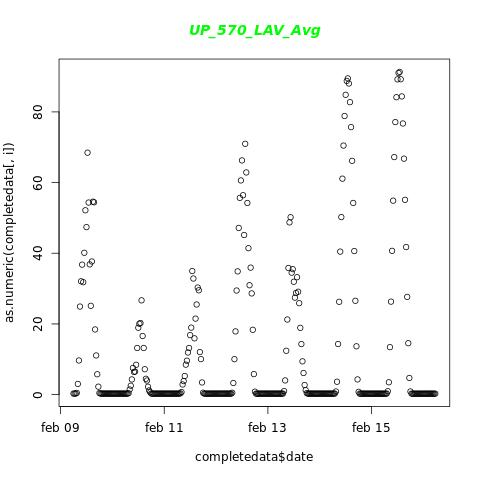 UP_570_LAV_Avg
as.numeric(completedata[, i])
80
60
40
20
0
feb 09
feb 11
feb 13
feb 15
completedata$date